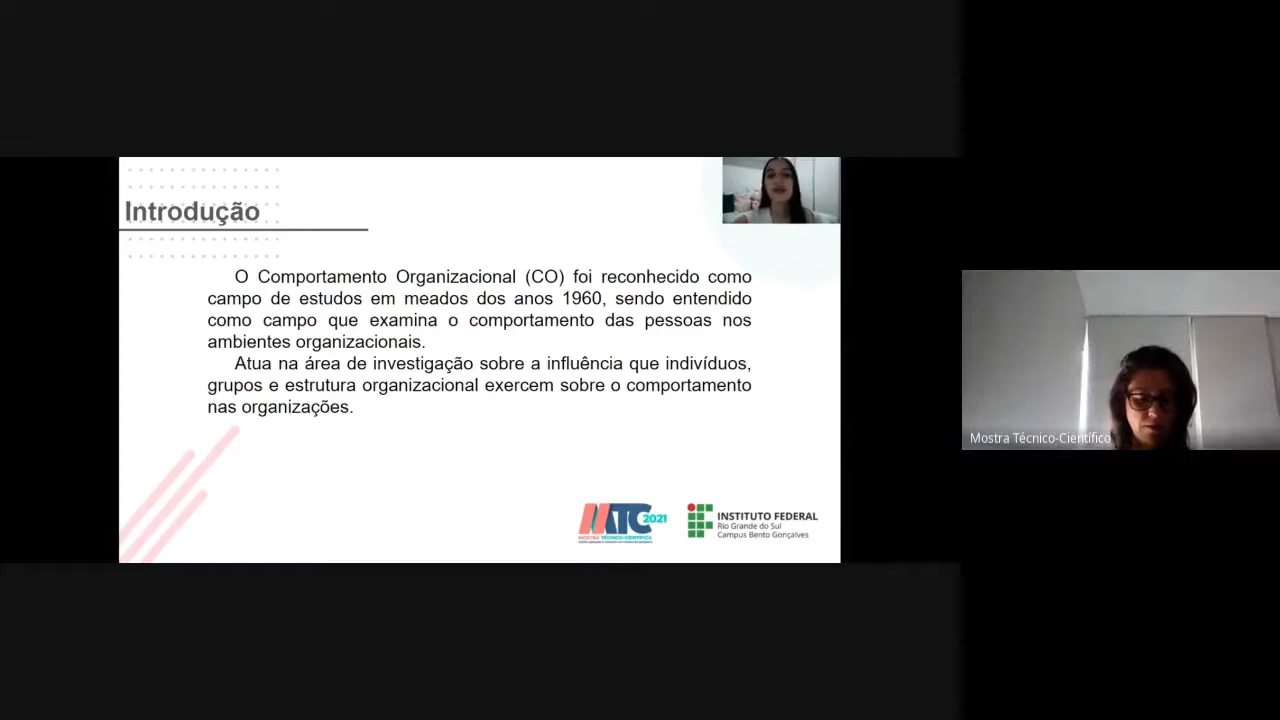 Introdução
O Comportamento Organizacional (CO) foi reconhecido como
campo de estudos em meados dos anos 1960, sendo entendido
como campo que examina o comportamento das pessoas nos
ambientes organizacionais.
Atua na área de investigação sobre a influência que indivíduos,
grupos e estrutura organizacional exercem sobre o comportamento
nas organizações.
MTC 2021
MOSTRA TÉCNICO-CIENTÍFICA
INSTITUTO FEDERAL
Rio Grande do Sul
Campus Bento Gonçalves
Mostra Técnico-Científico